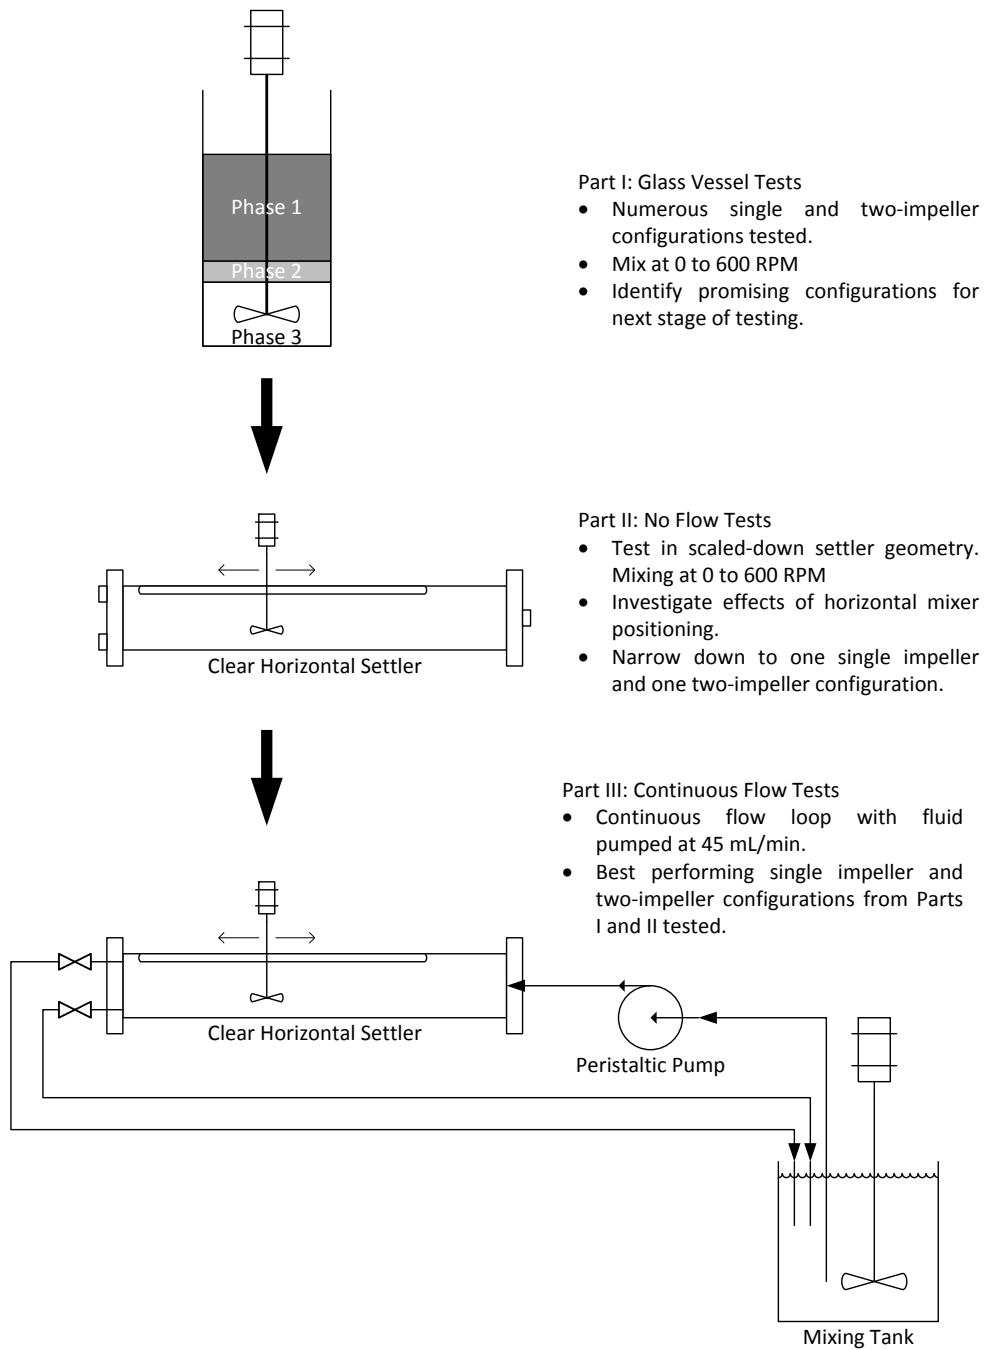 Phase 1
Phase 2
Phase 3
Part I: Glass Vessel Tests
• Numerous single and two-impeller
configurations tested.
• Mix at 0 to 600 RPM
• Identify promising configurations for
next stage of testing.
Clear Horizontal Settler
Part II: No Flow Tests
• Test in scaled-down settler geometry.
Mixing at 0 to 600 RPM
• Investigate effects of horizontal mixer
positioning.
• Narrow down to one single impeller
and one two-impeller configuration.
Part III: Continuous Flow Tests
• Continuous flow loop with fluid
pumped at 45 mL/min.
• Best performing single impeller and
two-impeller configurations from Parts
I and II tested.
Clear Horizontal Settler
Peristaltic Pump
Mixing Tank